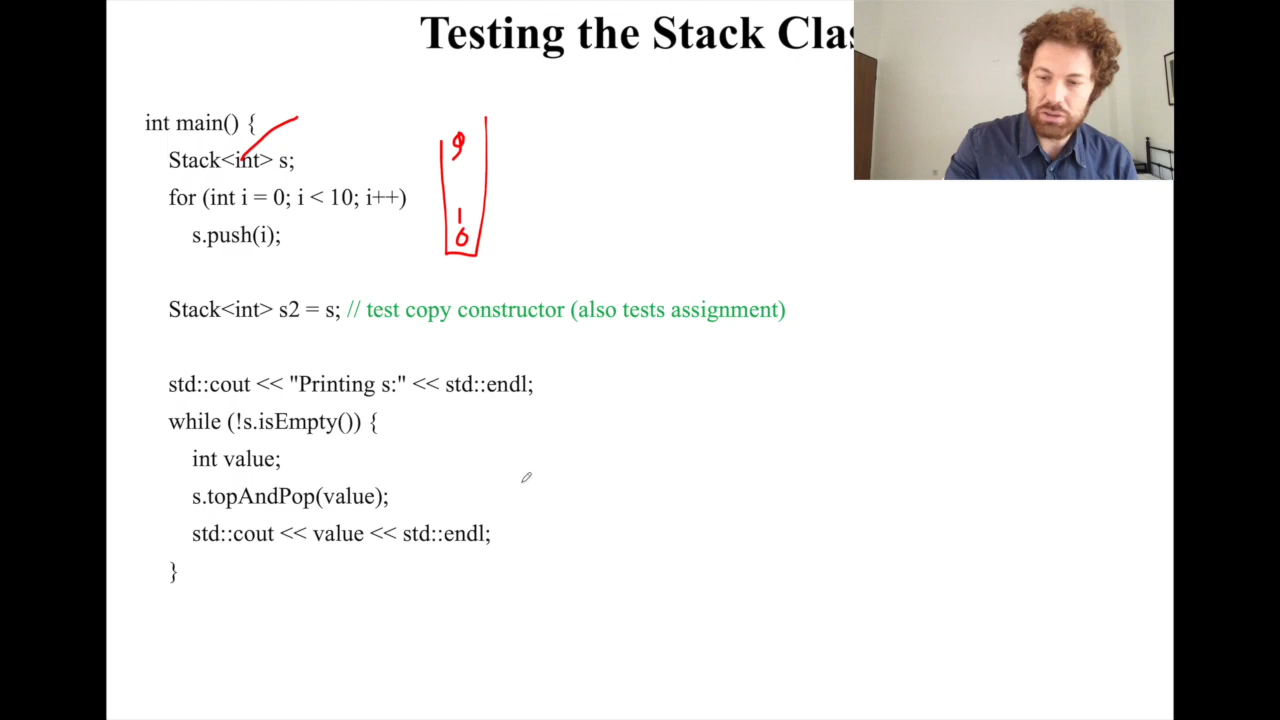 Testing the Stack Clas
int main() {
Stack<int> s;
for (int i = 0; i < 10; i++)
s.push(i);
9
1
0
Stack<int> s2 = s; // test copy constructor (also tests assignment)
std::cout << "Printing s:" << std::endl;
while (!s.isEmpty()) {
int value;
s.topAndPop(value);
std::cout << value << std::endl;
}